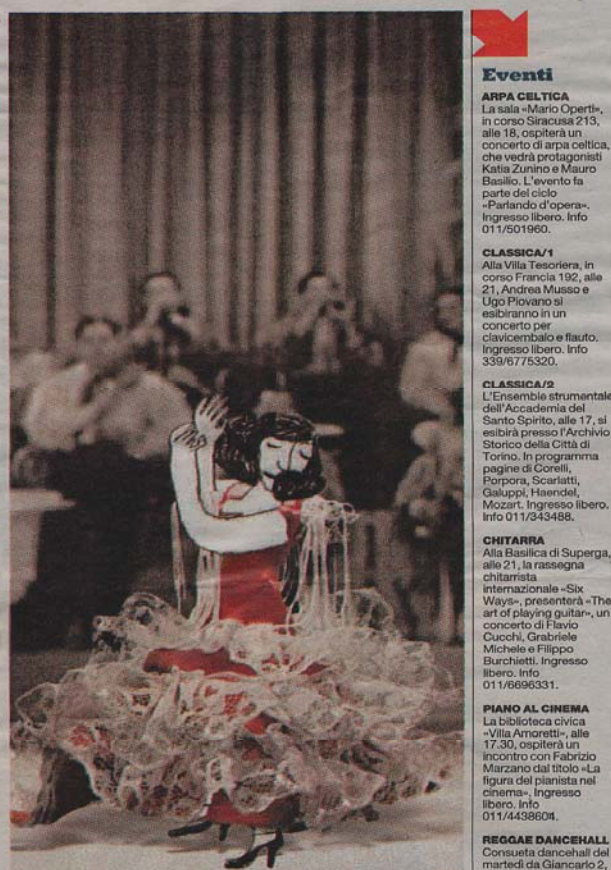 Eventi
ARPA CELTICA
La sala «Mario Operti»,
in corso Siracusa 213,
alle 18, ospiterà un
concerto di arpa celtica,
che vedrà protagonisti
Katia Zunino e Mauro
Basilio. L'evento fa
parte del ciclo
«Parlando d'opera».
Ingresso libero. Info
011/501960.
CLASSICA/1
Alla Villa Tesoriera, in
corso Francia 192, alle
21, Andrea Musso e
Ugo Piovano si
esibiranno in un
concerto per
clavicembalo e flauto.
Ingresso libero. Info
339/6775320.
CLASSICA/2
L'Ensemble strumentale
dell'Accademia del
Santo Spirito, alle 17, si
esibirà presso l'Archivio
Storico della Città di
Torino. In programma
pagine di Corelli,
Porpora, Scarlatti,
Galuppi, Haendel,
Mozart. Ingresso libero.
Info 011/343488.
CHITARRA
Alla Basilica di Superga,
alle 21, la rassegna
chitarrista
internazionale «Six
Ways», presenterà «The
art of playing guitar», un
concerto di Flavio
Cucchi, Grabriele
Michele e Filippo
Burchietti. Ingresso
libero. Info
011/6696331.
PIANO AL CINEMA
La biblioteca civica
«Villa Amoretti», alle
17.30, ospiterà un
incontro con Fabrizio
Marzano dal titolo «La
figura del pianista nel
cinema». Ingresso
libero. Info
011/4438604.
REGGAE DANCEHALL
Consueta dancehall del
martedì da Giancarlo 2,